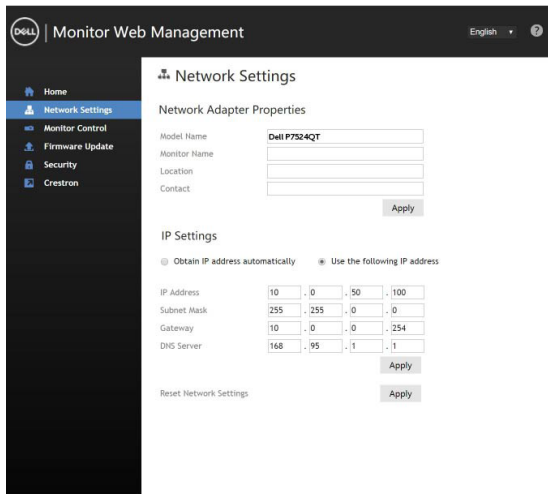 DELL | Monitor Web Management
English
?
Home
Network Settings
Monitor Control
Firmware Update
Security
Crestron
Network Settings
Network Adapter Properties
Model Name Dell P7524QT
Monitor Name
Location
Contact
Apply
IP Settings
Obtain IP address automatically Use the following IP address
IP Address 10 . 0 . 50 . 100
Subnet Mask 255 . 255 . 0 . 0
Gateway 10 . 0 . 0 . 254
DNS Server 168 . 95 . 1 . 1
Apply
Reset Network Settings Apply